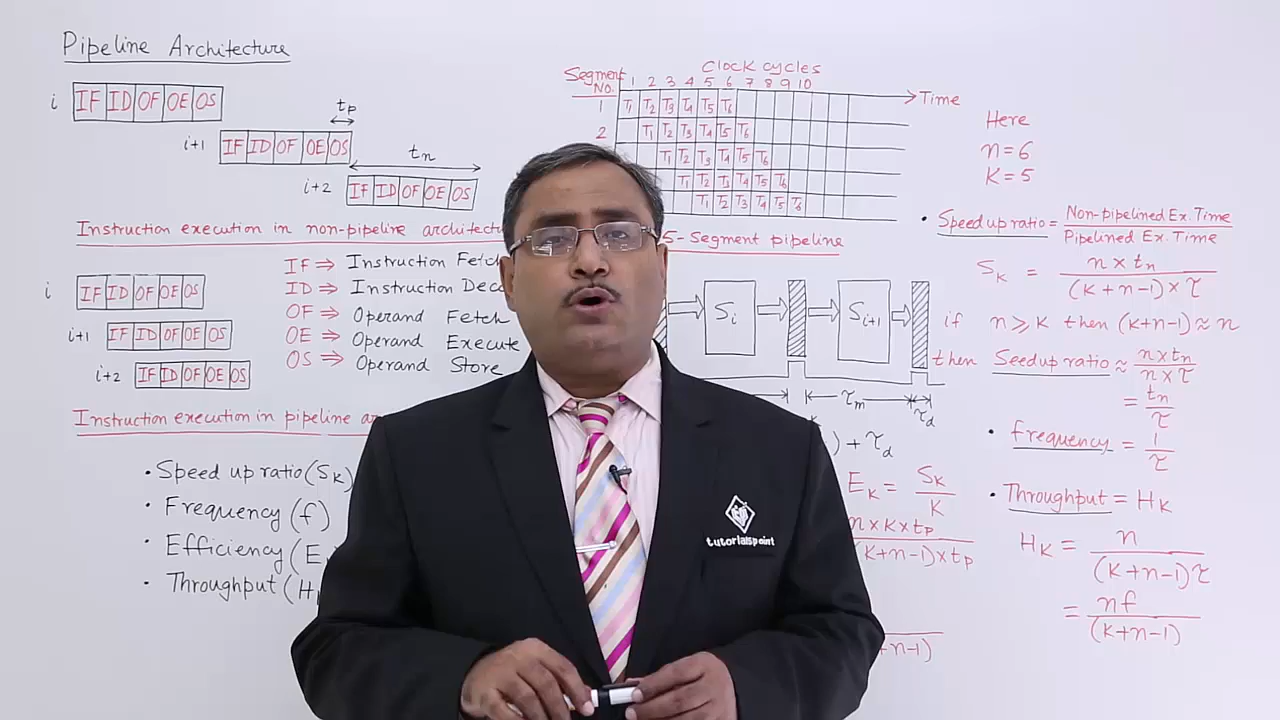 Pipeline Architecture
i IF ID OF OE OS
tp
i+1 IF ID OF OE OS
tn
i+2 IF ID OF OE OS
Instruction execution in non-pipeline
i IF ID OF OE OS
i+1 IF ID OF OE OS
i+2 IF ID OF OE OS
Instruction execution in pipeline
IF ⇒ Instruction
ID ⇒ Instruction
OF ⇒ Operand Fetch
OE ⇒ Operand Execute
OS ⇒ Operand Store
• Speed up ratio (SK)
• Frequency (f)
• Efficiency (E
• Throughput (H
Clock cycles
Segment No. 1 2 3 4 5 6 7 8 9 10
Time
1 T1 T2 T3 T4 T5 T6
2 T1 T2 T3 T4 T5 T6
T1 T2 T3 T4 T5 T6
T1 T2 T3 T4 T5 T6
T1 T2 T3 T4 T5 T6
5-Segment pipeline
Si Si+1
τm τd
) + τd
EK = SK / K
n×K×tp / (K+n-1)×tp
+n-1)
Here
n=6
K=5
• Speed up ratio = Non-pipelined Ex. Time / Pipelined Ex. Time
SK = n × tn / (K+n-1)×τ
if n ⩾ K then (K+n-1) ≈ n
then Seedup ratio ≈ n×tn / n×τ
= tn / τ
• frequency = 1 / τ
• Throughput = HK
HK = n / (K+n-1)τ
= nf / (K+n-1)
tutorialspoint